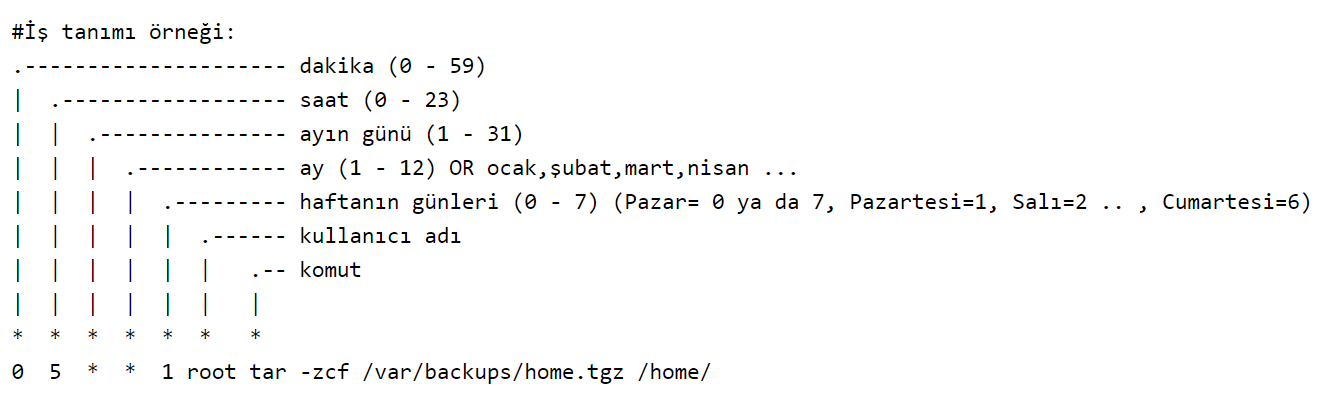 #İş tanımı örneği:
.--------------------- dakika (0 - 59)
|  .------------------ saat (0 - 23)
|  |  .--------------- ayın günü (1 - 31)
|  |  |  .------------ ay (1 - 12) OR ocak,şubat,mart,nisan ...
|  |  |  |  .--------- haftanın günleri (0 - 7) (Pazar= 0 ya da 7, Pazartesi=1, Salı=2 .. , Cumartesi=6)
|  |  |  |  |  .------ kullanıcı adı
|  |  |  |  |  |   .-- komut
|  |  |  |  |  |   |
*  *  *  *  *  *   *
0  5  *  *  1 root tar -zcf /var/backups/home.tgz /home/